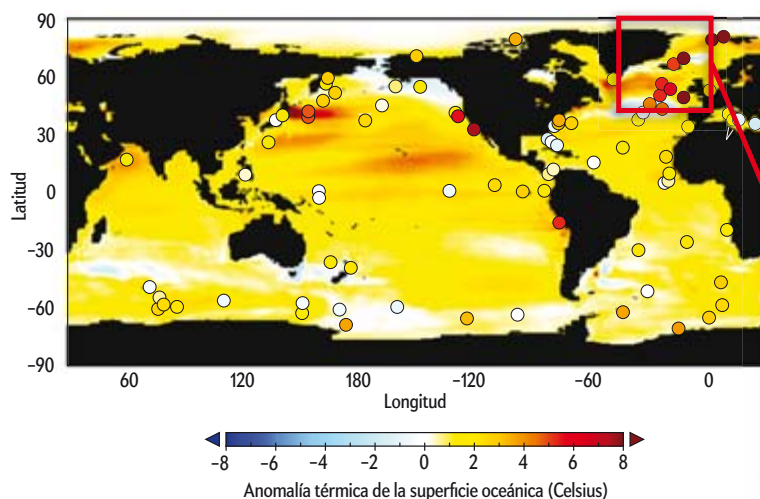 90
60
30
0
−30
−60
−90
Latitud
60 120 180 −120 −60 0
Longitud
−8 −6 −4 −2 0 2 4 6 8
Anomalía térmica de la superficie oceánica (Celsius)